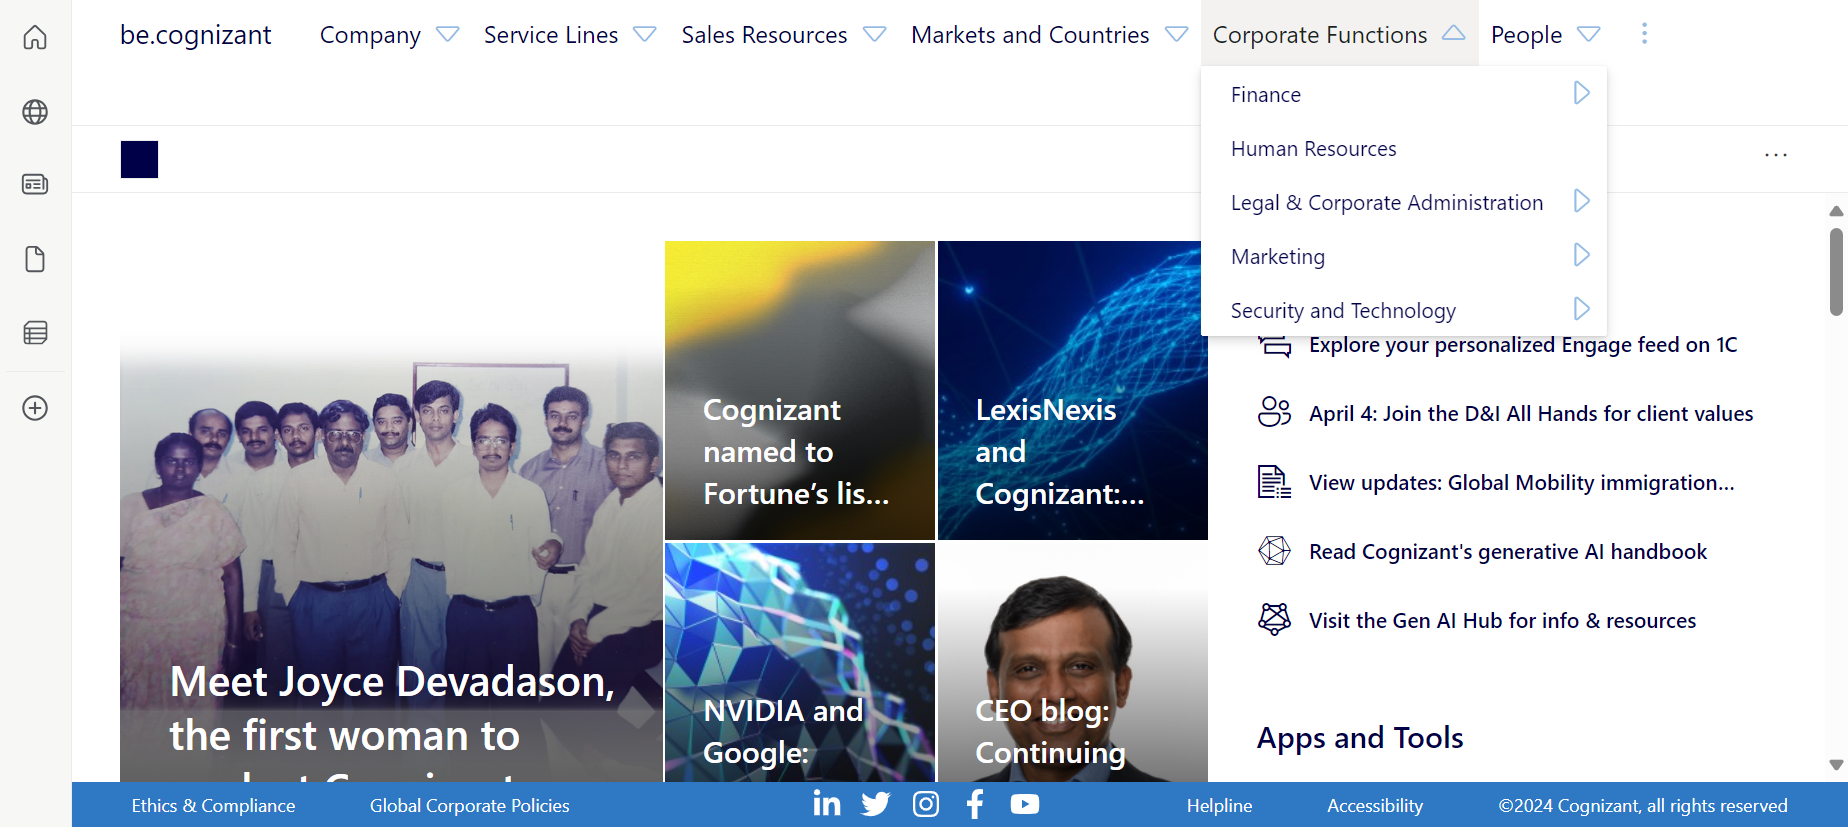 be.cognizant
Company
Service Lines
Sales Resources
Markets and Countries
Corporate Functions
People
Finance
Human Resources
Legal & Corporate Administration
Marketing
Security and Technology
Cognizant
named to
Fortune’s lis...
LexisNexis
and
Cognizant:...
Meet Joyce Devadason,
the first woman to
NVIDIA and
Google:
CEO blog:
Continuing
Explore your personalized Engage feed on 1C
April 4: Join the D&I All Hands for client values
View updates: Global Mobility immigration...
Read Cognizant's generative AI handbook
Visit the Gen AI Hub for info & resources
Apps and Tools
Ethics & Compliance
Global Corporate Policies
Helpline
Accessibility
©2024 Cognizant, all rights reserved